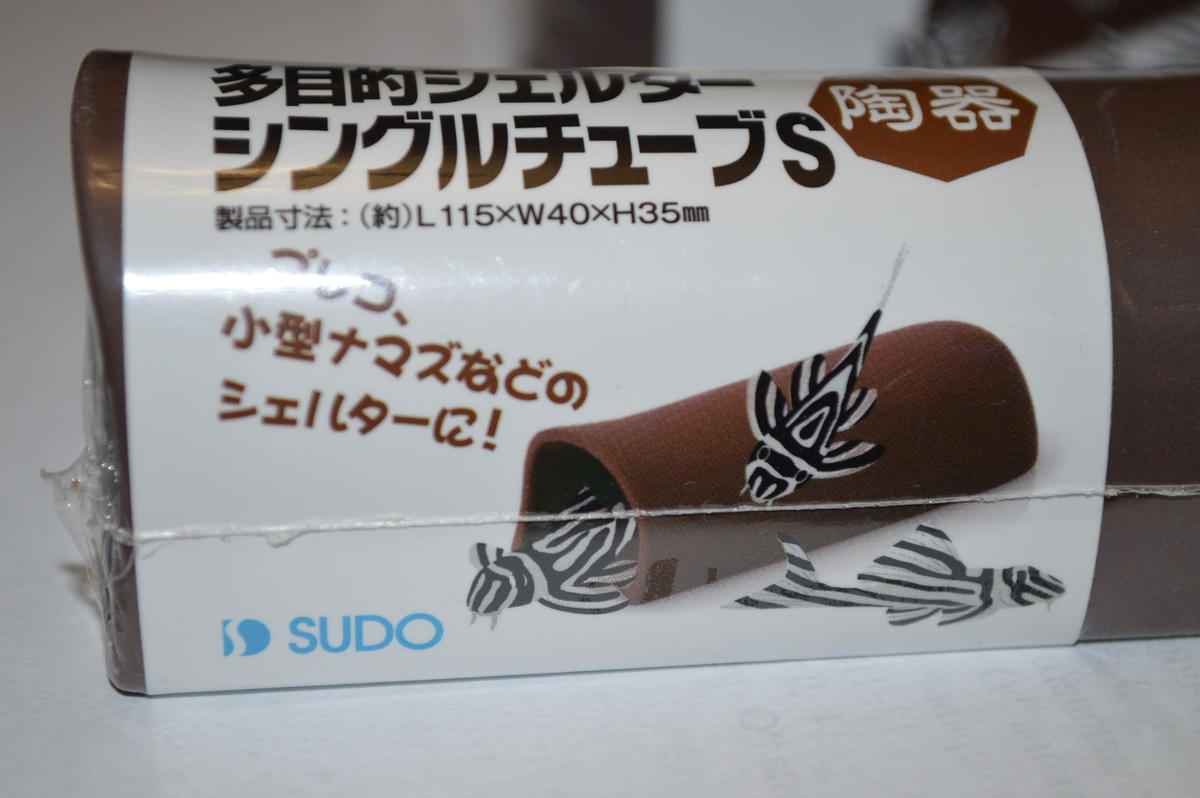 多目的シェルター
シングルチューブS
陶器
製品寸法：(約)L115×W40×H35㎜
小型ナマズなどの
シェルターに！
SUDO